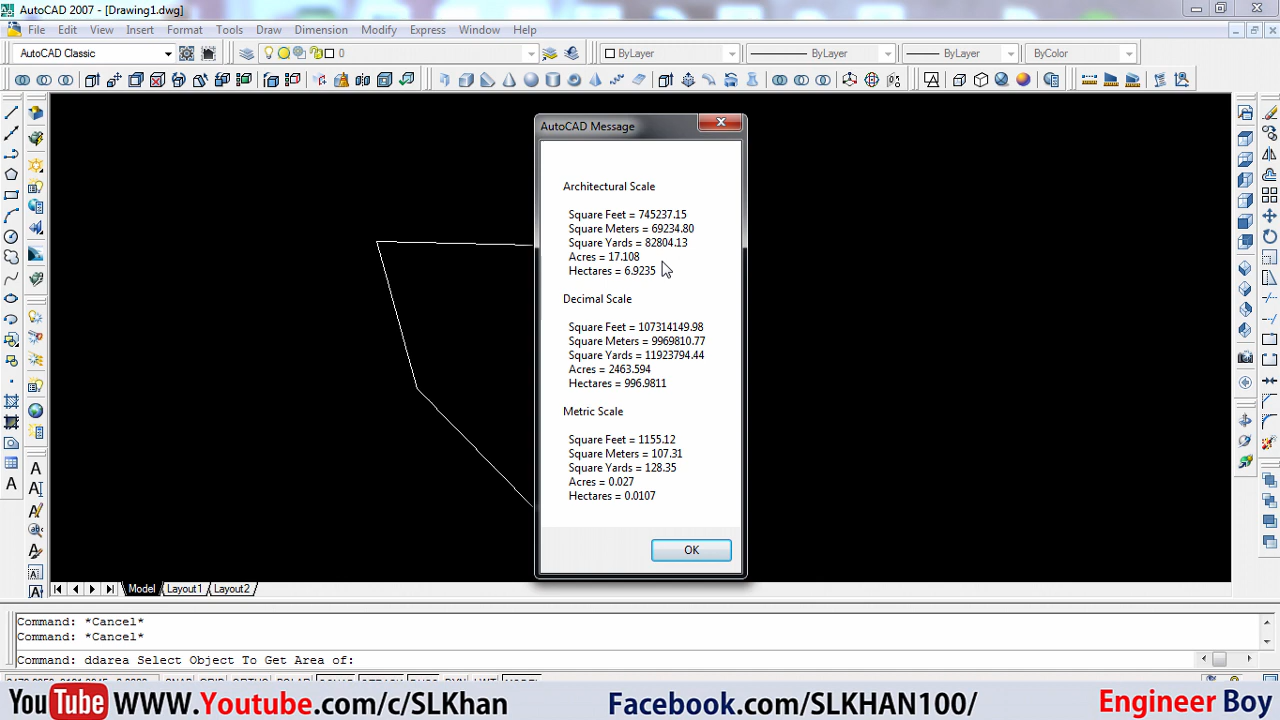 AutoCAD 2007 - [Drawing1.dwg]
File Edit View Insert Format Tools Draw Dimension Modify Express Window Help
AutoCAD Classic 0 ByLayer ByLayer ByLayer ByColor
AutoCAD Message
Architectural Scale
Square Feet = 745237.15
Square Meters = 69234.80
Square Yards = 82804.13
Acres = 17.108
Hectares = 6.9235
Decimal Scale
Square Feet = 107314149.98
Square Meters = 9969810.77
Square Yards = 11923794.44
Acres = 2463.594
Hectares = 996.9811
Metric Scale
Square Feet = 1155.12
Square Meters = 107.31
Square Yards = 128.35
Acres = 0.027
Hectares = 0.0107
OK
Model Layout1 Layout2
Command: *Cancel*
Command: *Cancel*
Command: ddarea Select Object To Get Area of:
YouTube WWW.Youtube.com/c/SLKhan Facebook.com/SLKHAN100/ Engineer Boy